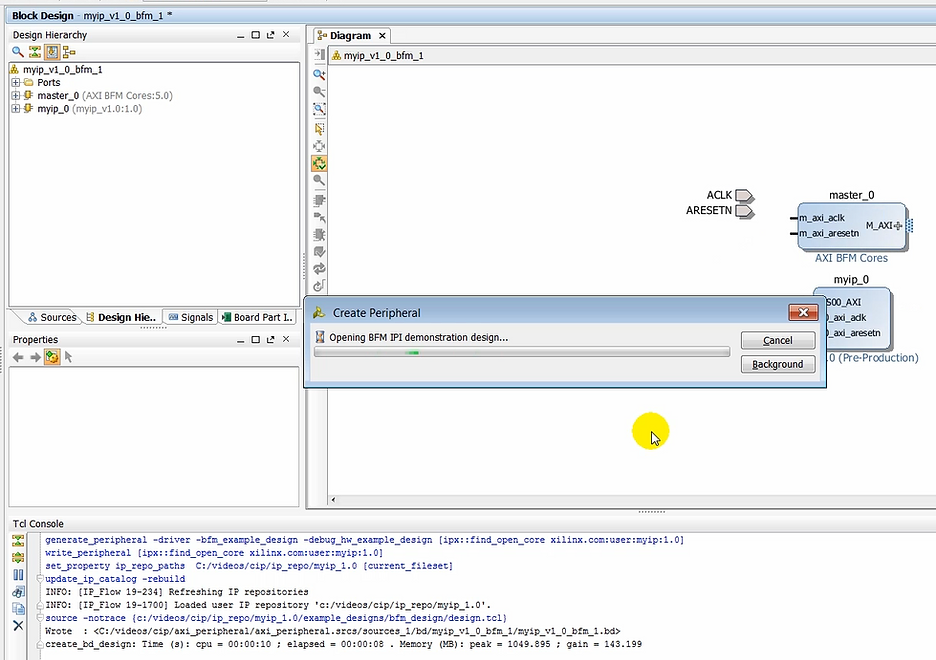 Block Design - myip_v1_0_bfm_1 *
Design Hierarchy
myip_v1_0_bfm_1
Ports
master_0 (AXI BFM Cores:5.0)
myip_0 (myip_v1.0:1.0)
Sources
Design Hie..
Signals
Board Part I..
Properties
Diagram
myip_v1_0_bfm_1
ACLK
ARESETN
master_0
m_axi_aclk
m_axi_aresetn
M_AXI
AXI BFM Cores
myip_0
S00_AXI
0_axi_aclk
0_axi_aresetn
.0 (Pre-Production)
Create Peripheral
Opening BFM IPI demonstration design...
Cancel
Background
Tcl Console
generate_peripheral -driver -bfm_example_design -debug_hw_example_design [ipx::find_open_core xilinx.com:user:myip:1.0]
write_peripheral [ipx::find_open_core xilinx.com:user:myip:1.0]
set_property ip_repo_paths C:/videos/cip/ip_repo/myip_1.0 [current_fileset]
update_ip_catalog -rebuild
INFO: [IP_Flow 19-234] Refreshing IP repositories
INFO: [IP_Flow 19-1700] Loaded user IP repository 'c:/videos/cip/ip_repo/myip_1.0'.
source -notrace {c:/videos/cip/ip_repo/myip_1.0/example_designs/bfm_design/design.tcl}
Wrote : <C:/videos/cip/axi_peripheral/axi_peripheral.srcs/sources_1/bd/myip_v1_0_bfm_1/myip_v1_0_bfm_1.bd>
create_bd_design: Time (s): cpu = 00:00:10 ; elapsed = 00:00:08 . Memory (MB): peak = 1049.895 ; gain = 143.199